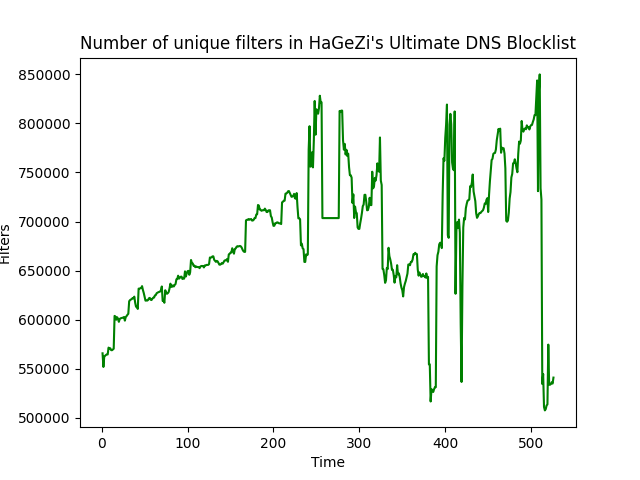 Number of unique filters in HaGeZi's Ultimate DNS Blocklist
850000
800000
750000
700000
650000
600000
550000
500000
Filters
0 100 200 300 400 500
Time